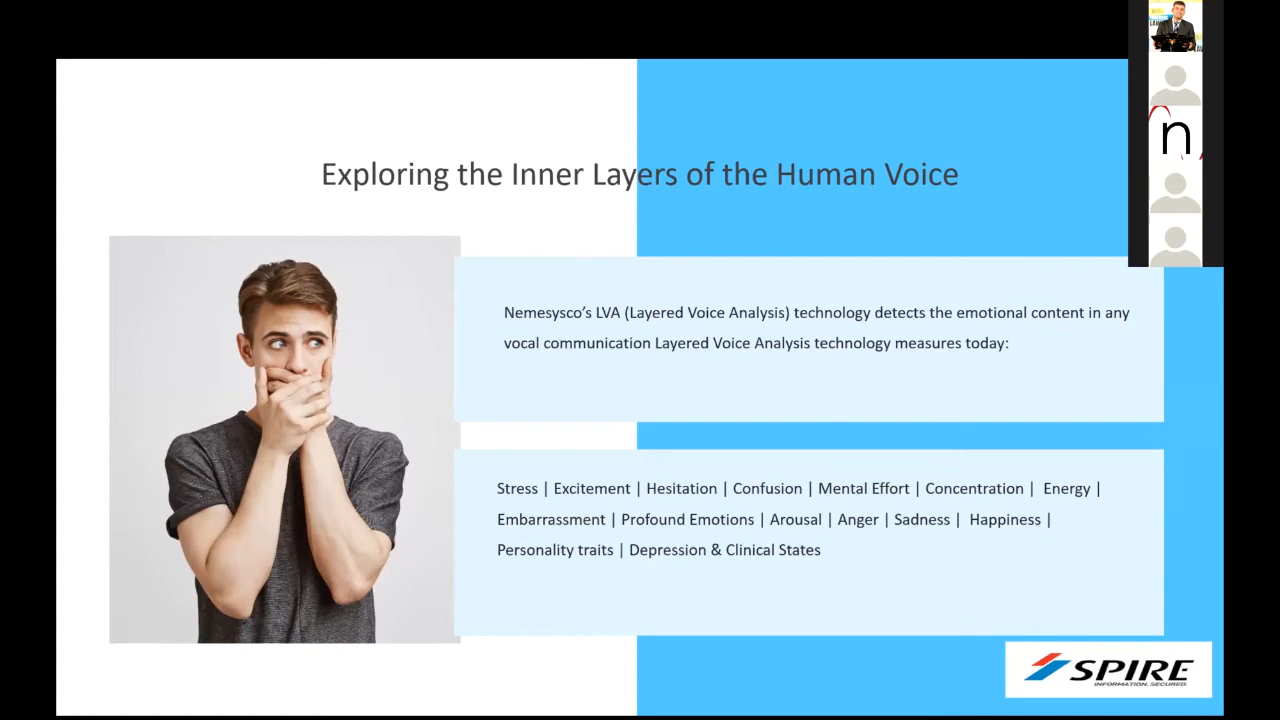 Exploring the Inner Layers of the Human Voice
Nemesysco’s LVA (Layered Voice Analysis) technology detects the emotional content in any
vocal communication Layered Voice Analysis technology measures today:
Stress | Excitement | Hesitation | Confusion | Mental Effort | Concentration | Energy |
Embarrassment | Profound Emotions | Arousal | Anger | Sadness | Happiness |
Personality traits | Depression & Clinical States
n
SPIRE
INFORMATION. SECURED.